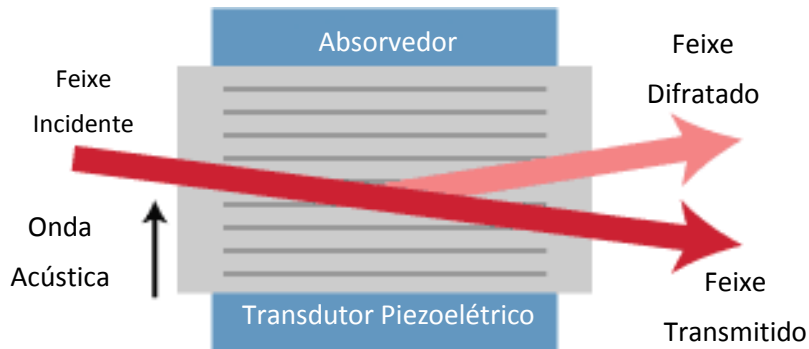 Absorvedor
Feixe
Incidente
Feixe
Difratado
Onda
Acústica
Transdutor Piezoelétrico
Feixe
Transmitido